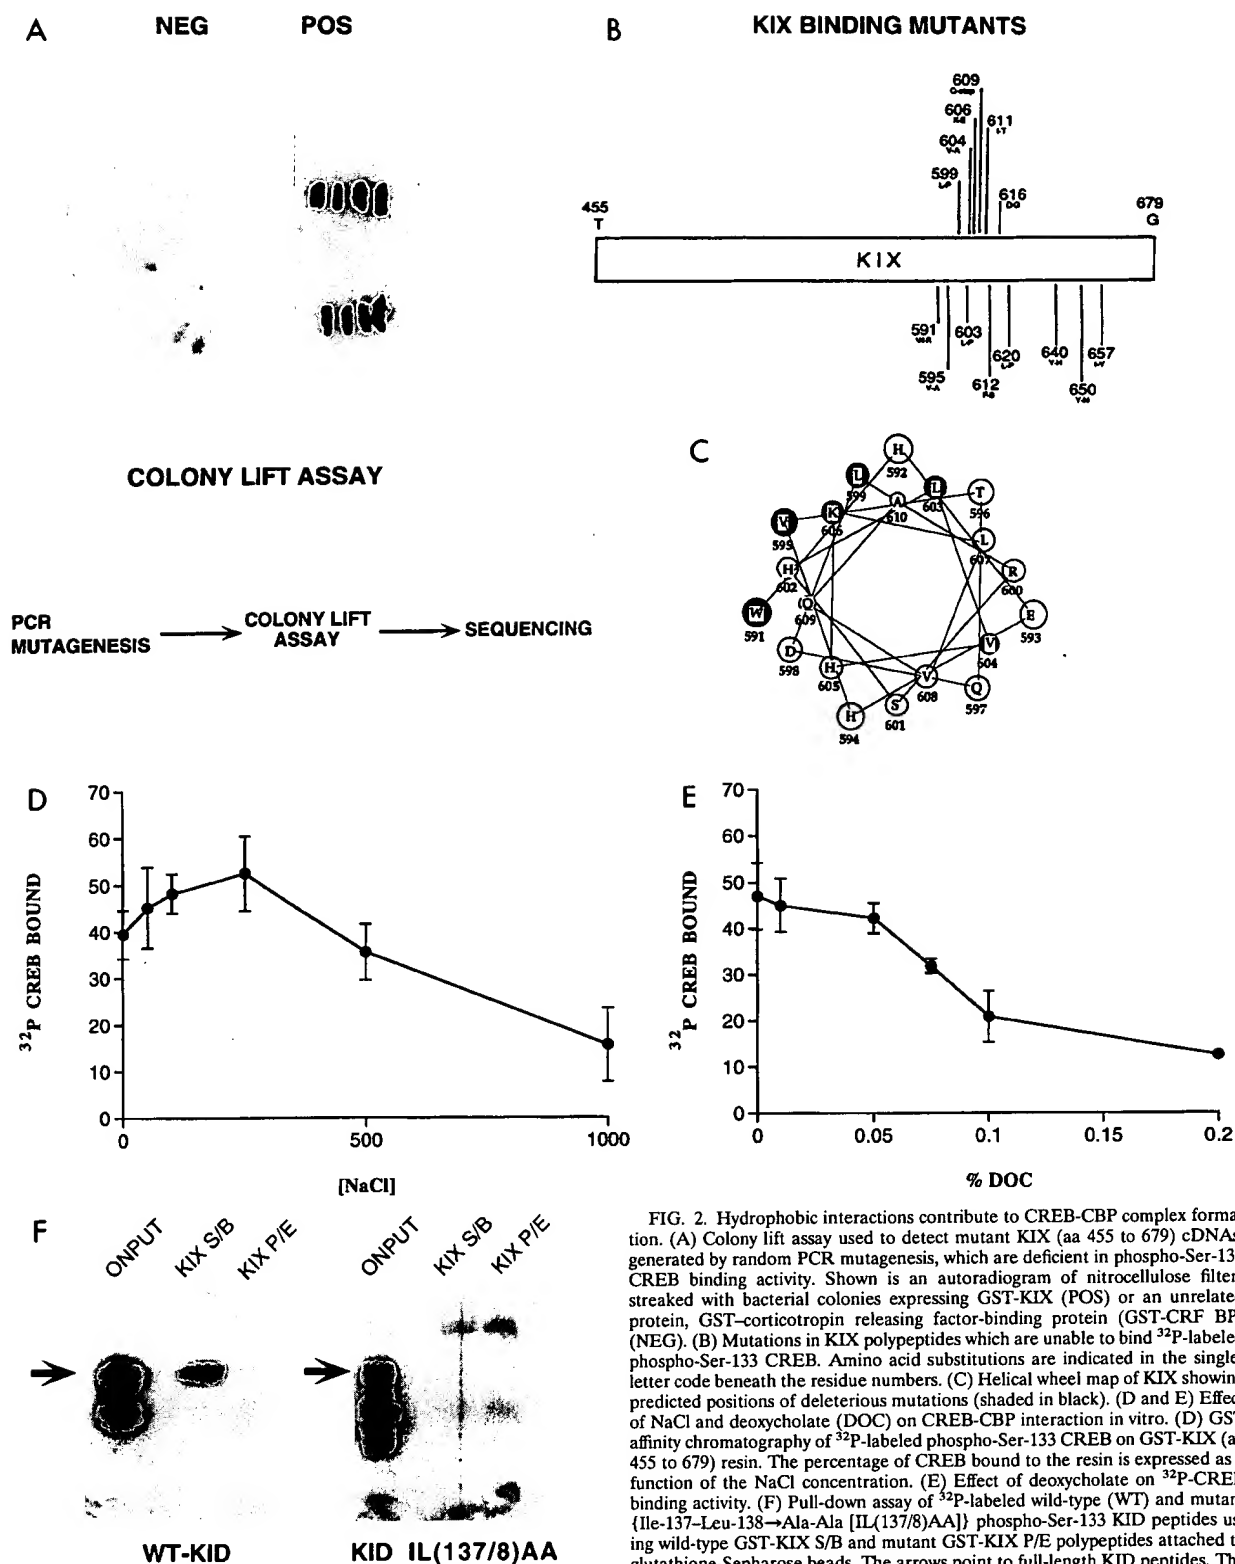 A
NEG
POS
COLONY LIFT ASSAY
PCR
MUTAGENESIS
COLONY LIFT
ASSAY
SEQUENCING
B
KIX BINDING MUTANTS
609
606
611
604
599
616
455
T
679
G
KIX
591
603
595
612
620
640
650
657
C
H
592
L
599
L
603
T
596
K
606
A
610
V
595
L
607
H
602
R
600
Q
609
W
591
E
593
D
598
H
605
V
604
V
608
Q
597
S
601
H
594
D
70
60
50
40
30
20
10
0
32P CREB BOUND
0
500
1000
[NaCl]
E
70
60
50
40
30
20
10
0
32P CREB BOUND
0
0.05
0.1
0.15
0.2
% DOC
F
ONPUT
KIX S/B
KIX P/E
ONPUT
KIX S/B
KIX P/E
WT-KID
KID IL(137/8)AA
FIG. 2. Hydrophobic interactions contribute to CREB-CBP complex forma
tion. (A) Colony lift assay used to detect mutant KIX (aa 455 to 679) cDNAs
generated by random PCR mutagenesis, which are deficient in phospho-Ser-13
CREB binding activity. Shown is an autoradiogram of nitrocellulose filter
streaked with bacterial colonies expressing GST-KIX (POS) or an unrelate
protein, GST–corticotropin releasing factor-binding protein (GST-CRF BP
(NEG). (B) Mutations in KIX polypeptides which are unable to bind 32P-labele
phospho-Ser-133 CREB. Amino acid substitutions are indicated in the single
letter code beneath the residue numbers. (C) Helical wheel map of KIX showin
predicted positions of deleterious mutations (shaded in black). (D and E) Effec
of NaCl and deoxycholate (DOC) on CREB-CBP interaction in vitro. (D) GS
affinity chromatography of 32P-labeled phospho-Ser-133 CREB on GST-KIX (a
455 to 679) resin. The percentage of CREB bound to the resin is expressed as
function of the NaCl concentration. (E) Effect of deoxycholate on 32P-CREB
binding activity. (F) Pull-down assay of 32P-labeled wild-type (WT) and mutan
{Ile-137–Leu-138→Ala-Ala [IL(137/8)AA]} phospho-Ser-133 KID peptides us
ing wild-type GST-KIX S/B and mutant GST-KIX P/E polypeptides attached t
glutathione-Sepharose beads. The arrows point to full-length KID peptides. Th